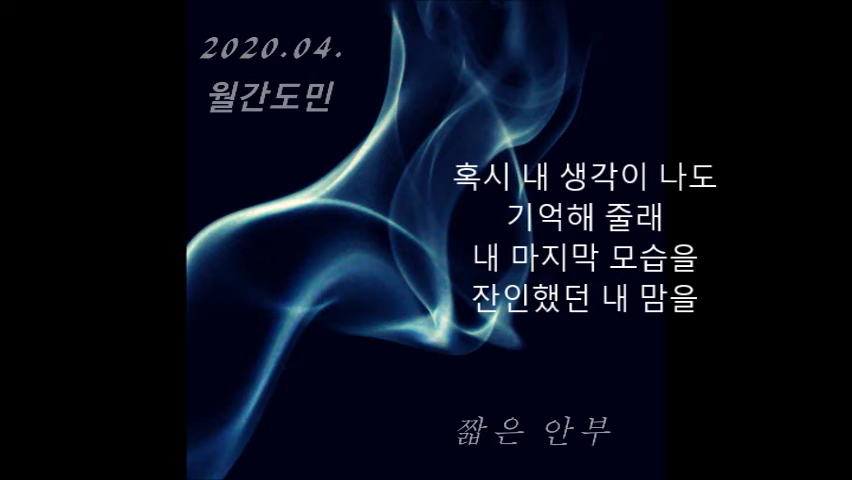 2020.04.
월간도민
혹시 내 생각이 나도
기억해 줄래
내 마지막 모습을
잔인했던 내 맘을
짧은 안부